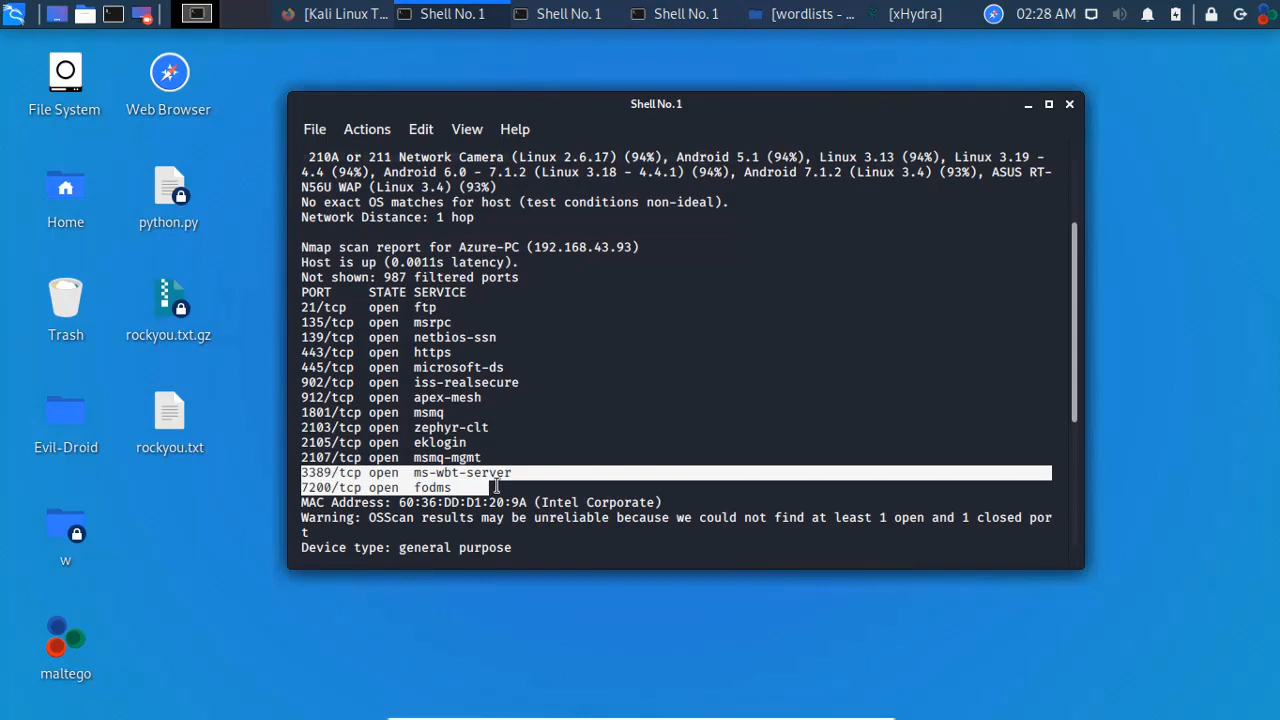 [Kali Linux T...
Shell No.1
Shell No.1
Shell No.1
[wordlists - ...
[xHydra]
02:28 AM
File System
Web Browser
Home
python.py
Trash
rockyou.txt.gz
Evil-Droid
rockyou.txt
w
maltego
Shell No.1
File Actions Edit View Help
210A or 211 Network Camera (Linux 2.6.17) (94%), Android 5.1 (94%), Linux 3.13 (94%), Linux 3.19 -
4.4 (94%), Android 6.0 - 7.1.2 (Linux 3.18 - 4.4.1) (94%), Android 7.1.2 (Linux 3.4) (93%), ASUS RT-
N56U WAP (Linux 3.4) (93%)
No exact OS matches for host (test conditions non-ideal).
Network Distance: 1 hop
Nmap scan report for Azure-PC (192.168.43.93)
Host is up (0.0011s latency).
Not shown: 987 filtered ports
PORT STATE SERVICE
21/tcp open ftp
135/tcp open msrpc
139/tcp open netbios-ssn
443/tcp open https
445/tcp open microsoft-ds
902/tcp open iss-realsecure
912/tcp open apex-mesh
1801/tcp open msmq
2103/tcp open zephyr-clt
2105/tcp open eklogin
2107/tcp open msmq-mgmt
3389/tcp open ms-wbt-server
7200/tcp open fodms
MAC Address: 60:36:DD:D1:20:9A (Intel Corporate)
Warning: OSScan results may be unreliable because we could not find at least 1 open and 1 closed por
t
Device type: general purpose